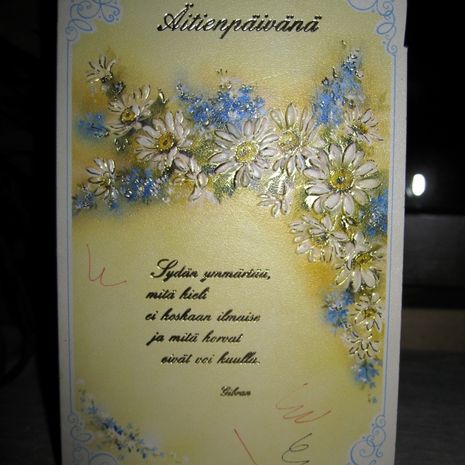 Äitienpäivänä
Sydän ymmärtää,
mitä kieli
ei koskaan ilmaise
ja mitä korvat
eivät voi kuulla.
Gibran